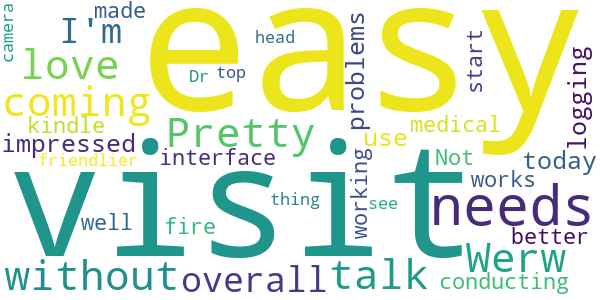 camera
made
I'm
love
coming
kindle
impressed
friendlier
easy
head
Dr
top
Pretty
interface
problems
start
use
medical
logging
working
Not
today
works
visit
needs
better
well
fire
thing
see
Werw
without
overall
talk
conducting